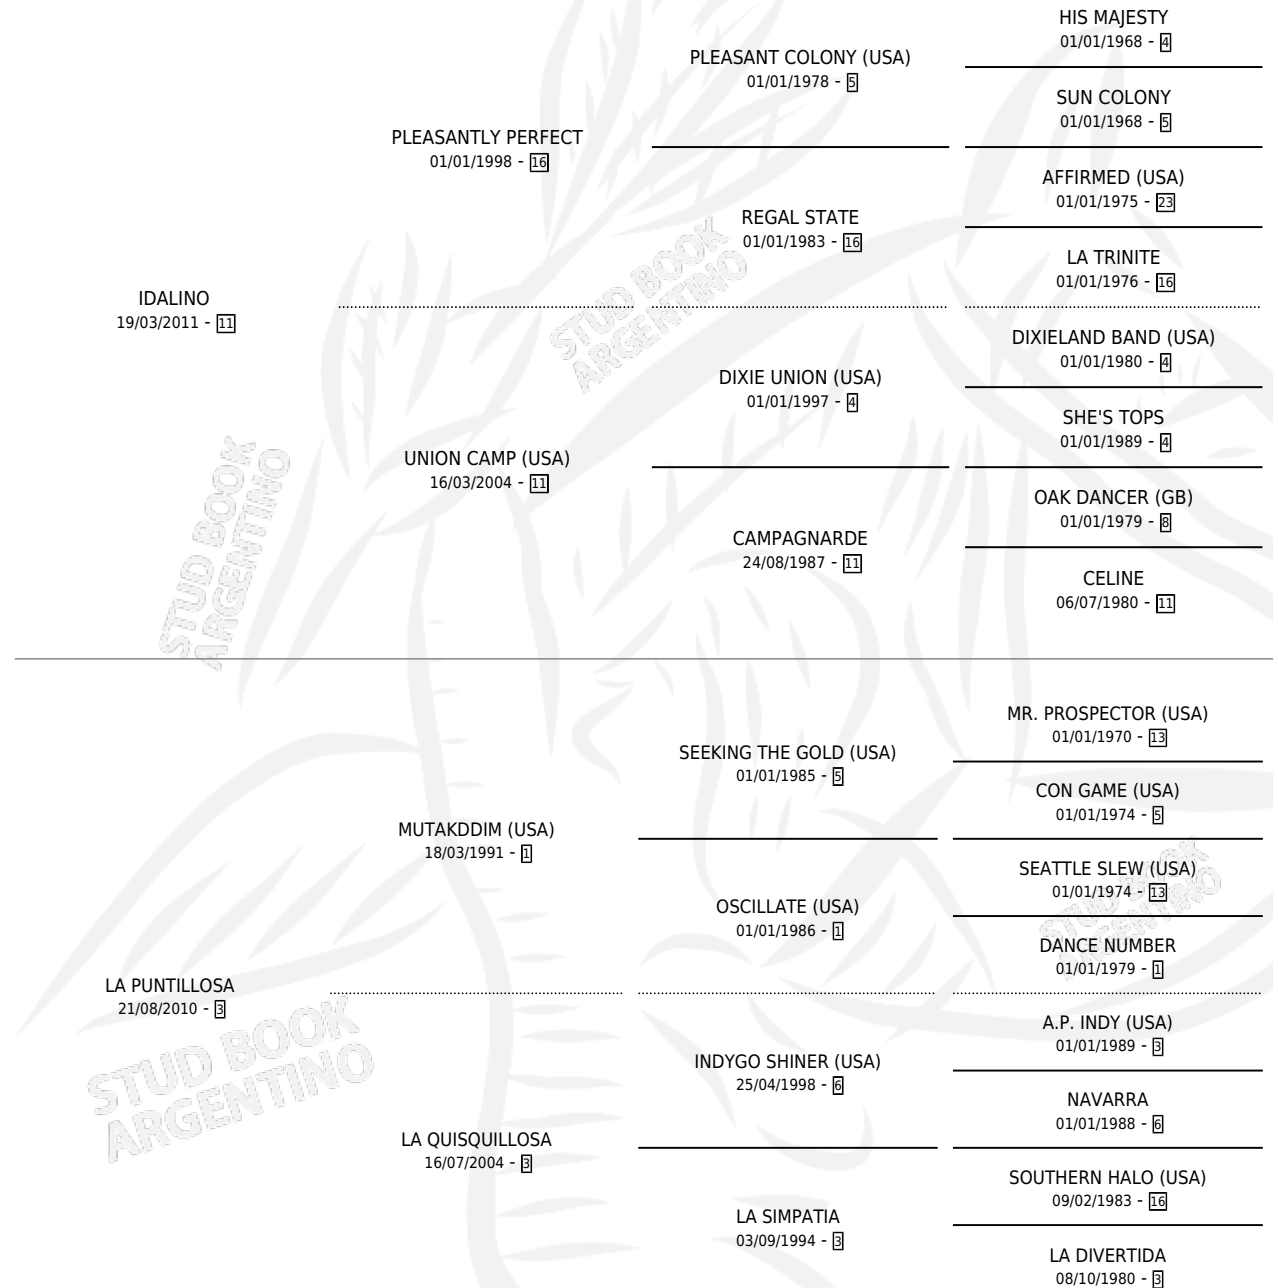 HIS MAJESTY
01/01/1968 - 4
PLEASANT COLONY (USA)
01/01/1978 - 5
SUN COLONY
01/01/1968 - 5
PLEASANTLY PERFECT
01/01/1998 - 16
AFFIRMED (USA)
01/01/1975 - 23
REGAL STATE
01/01/1983 - 16
LA TRINITE
01/01/1976 - 16
IDALINO
19/03/2011 - 11
DIXIELAND BAND (USA)
01/01/1980 - 4
DIXIE UNION (USA)
01/01/1997 - 4
SHE'S TOPS
01/01/1989 - 4
UNION CAMP (USA)
16/03/2004 - 11
OAK DANCER (GB)
01/01/1979 - 8
CAMPAGNARDE
24/08/1987 - 11
CELINE
06/07/1980 - 11
STUD BOOK
ARGENTINO
STUD BOOK
ARGENTINO
MR. PROSPECTOR (USA)
01/01/1970 - 13
SEEKING THE GOLD (USA)
01/01/1985 - 5
CON GAME (USA)
01/01/1974 - 5
MUTAKDDIM (USA)
18/03/1991 - 1
SEATTLE SLEW (USA)
01/01/1974 - 13
OSCILLATE (USA)
01/01/1986 - 1
DANCE NUMBER
01/01/1979 - 1
STUD BOOK
ARGENTINO
LA PUNTILLOSA
21/08/2010 - 3
A.P. INDY (USA)
01/01/1989 - 3
INDYGO SHINER (USA)
25/04/1998 - 6
NAVARRA
01/01/1988 - 6
STUD BOOK
ARGENTINO
LA QUISQUILLOSA
16/07/2004 - 3
SOUTHERN HALO (USA)
09/02/1983 - 16
LA SIMPATIA
03/09/1994 - 3
LA DIVERTIDA
08/10/1980 - 3